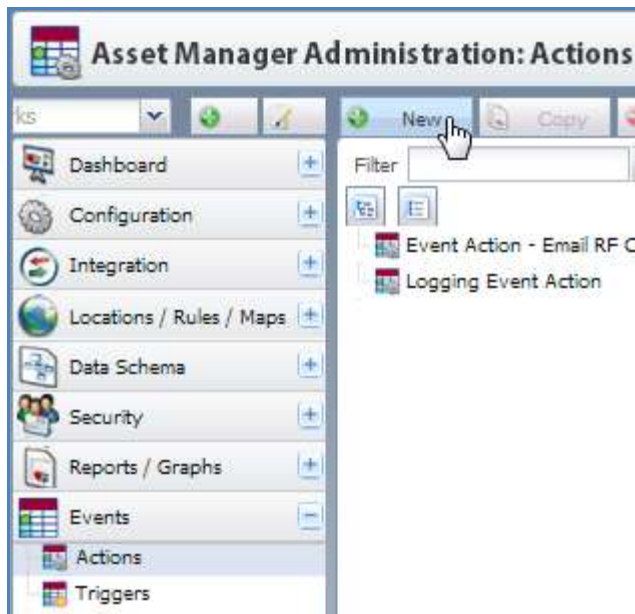 Asset Manager Administration: Actions
ks
New
Copy
Dashboard
Configuration
Integration
Locations / Rules / Maps
Data Schema
Security
Reports / Graphs
Events
Actions
Triggers
Filter
Event Action - Email RF C
Logging Event Action